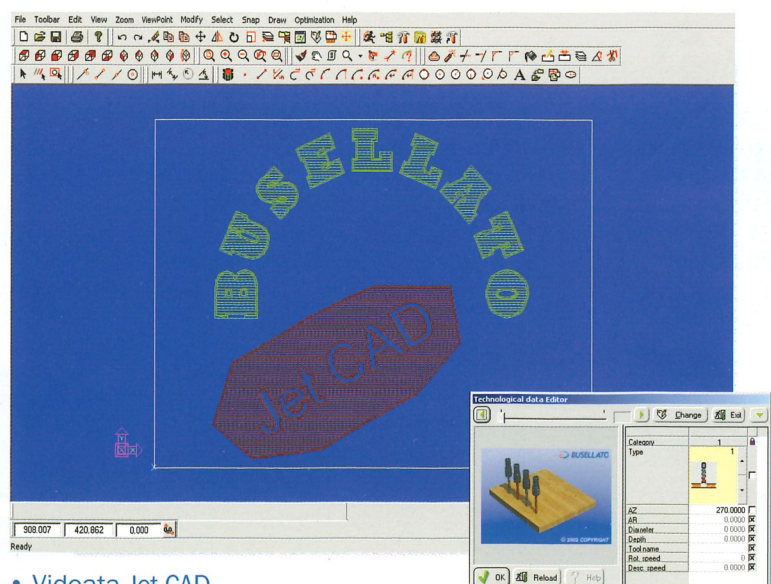 File Toolbar Edit View Zoom ViewPoint Modify Select Snap Draw Optimization Help
BUSELLATO
Jet CAD
Technological data Editor
Change Exit
Category 1
Type 1
BUSELLATO
AZ 270.0000
AR 0.0000
Diameter 0.0000
Depth 0.0000
Tool name
Rot. speed 0
Desc. speed 0.0000
© 2002 COPYRIGHT
OK Reload ? Help
908.007 420.862 0.000
Ready
• Videata Jet CAD